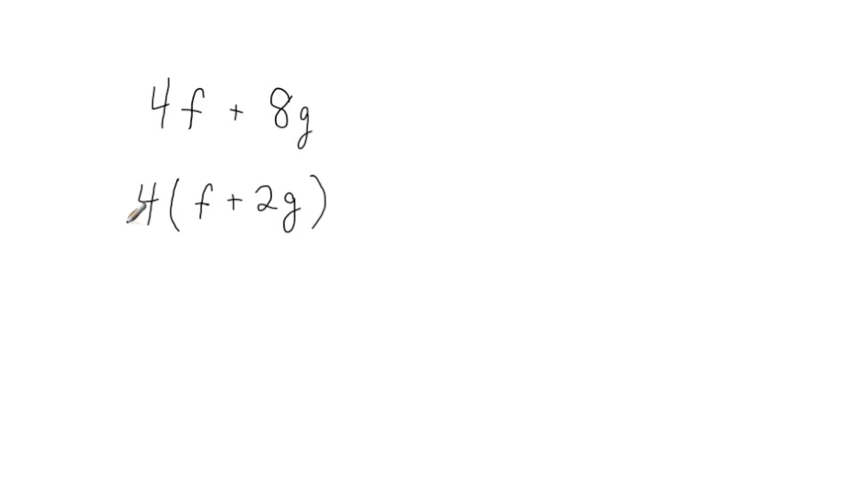 4f + 8g
4(f + 2g)